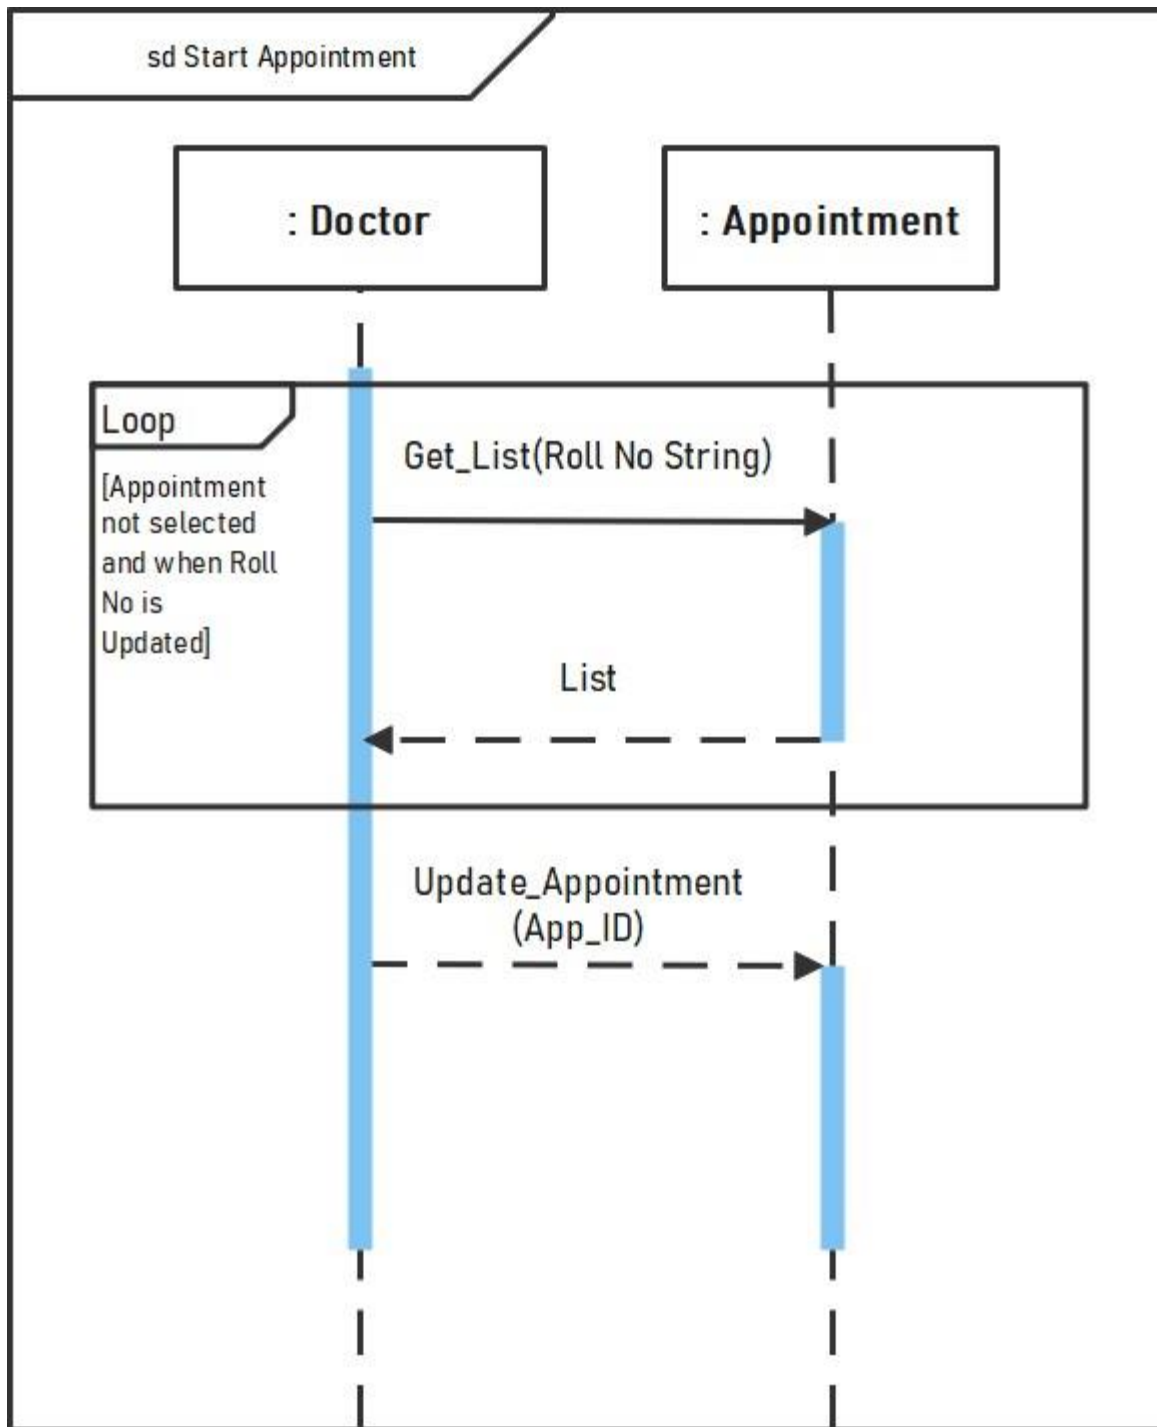 sd Start Appointment
: Doctor
: Appointment
Loop
[Appointment
not selected
and when Roll
No is
Updated]
Get_List(Roll No String)
List
Update_Appointment
(App_ID)